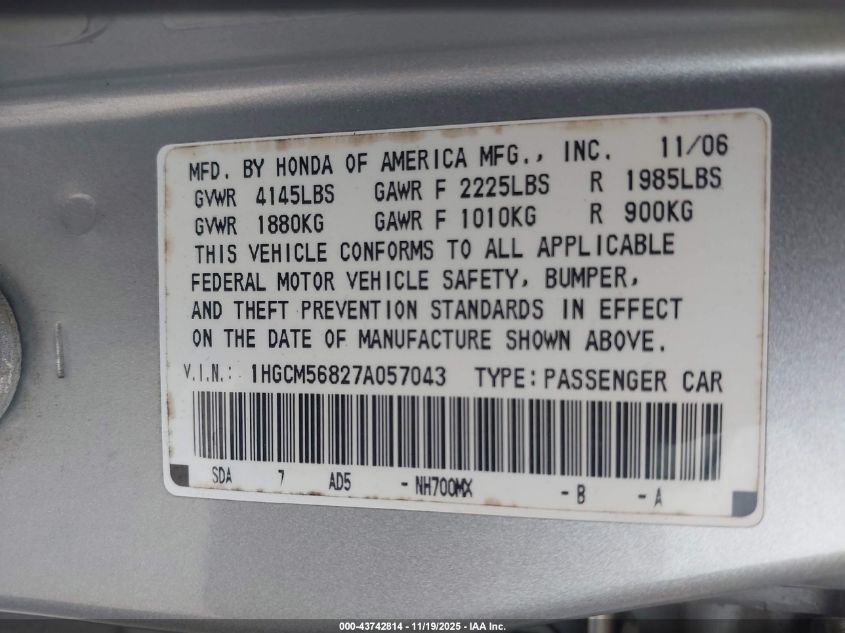 MFD. BY HONDA OF AMERICA MFG., INC. 11/06
GVWR 4145LBS GAWR F 2225LBS R 1985LBS
GVWR 1880KG GAWR F 1010KG R 900KG
THIS VEHICLE CONFORMS TO ALL APPLICABLE
FEDERAL MOTOR VEHICLE SAFETY, BUMPER,
AND THEFT PREVENTION STANDARDS IN EFFECT
ON THE DATE OF MANUFACTURE SHOWN ABOVE.
V.I.N.: 1HGCM56827A057043 TYPE: PASSENGER CAR
SDA 7 AD5 - NH700MX - B - A
000-43742814 - 11/19/2025 - IAA Inc.